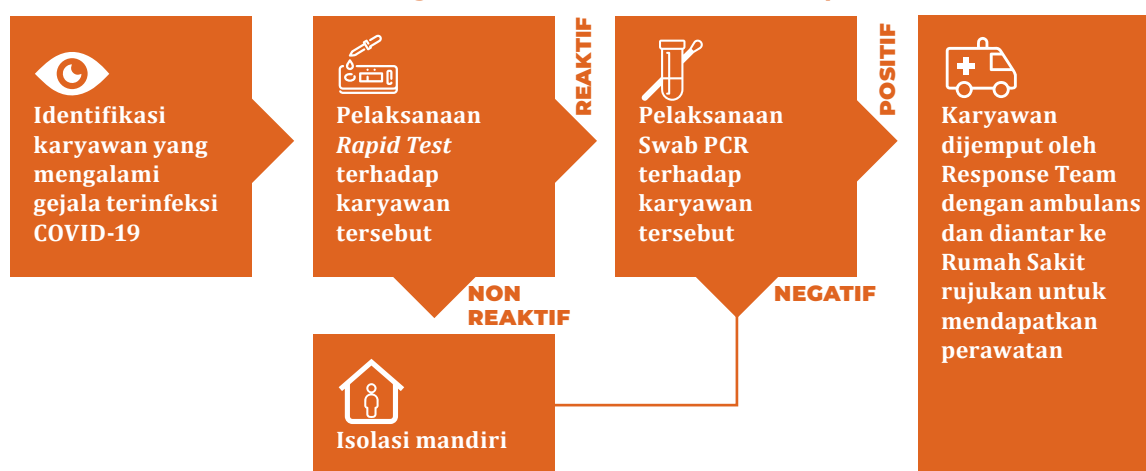 Identifikasi
karyawan yang
mengalami
gejala terinfeksi
COVID-19
Pelaksanaan
Rapid Test
terhadap
karyawan
tersebut
REAKTIF
NON
REAKTIF
Pelaksanaan
Swab PCR
terhadap
karyawan
tersebut
POSITIF
NEGATIF
Karyawan
dijemput oleh
Response Team
dengan ambulans
dan diantar ke
Rumah Sakit
rujukan untuk
mendapatkan
perawatan
Isolasi mandiri